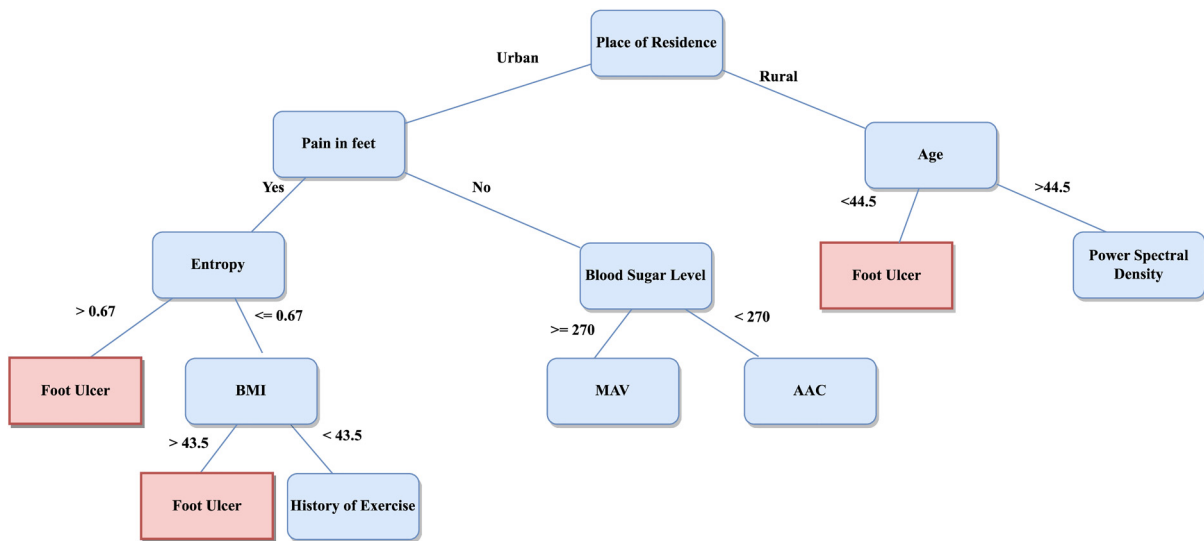 Place of Residence
Urban
Rural
Pain in feet
Age
Yes
No
<44.5
>44.5
Entropy
Blood Sugar Level
Foot Ulcer
Power Spectral
Density
> 0.67
<= 0.67
>= 270
< 270
Foot Ulcer
BMI
MAV
AAC
> 43.5
< 43.5
Foot Ulcer
History of Exercise